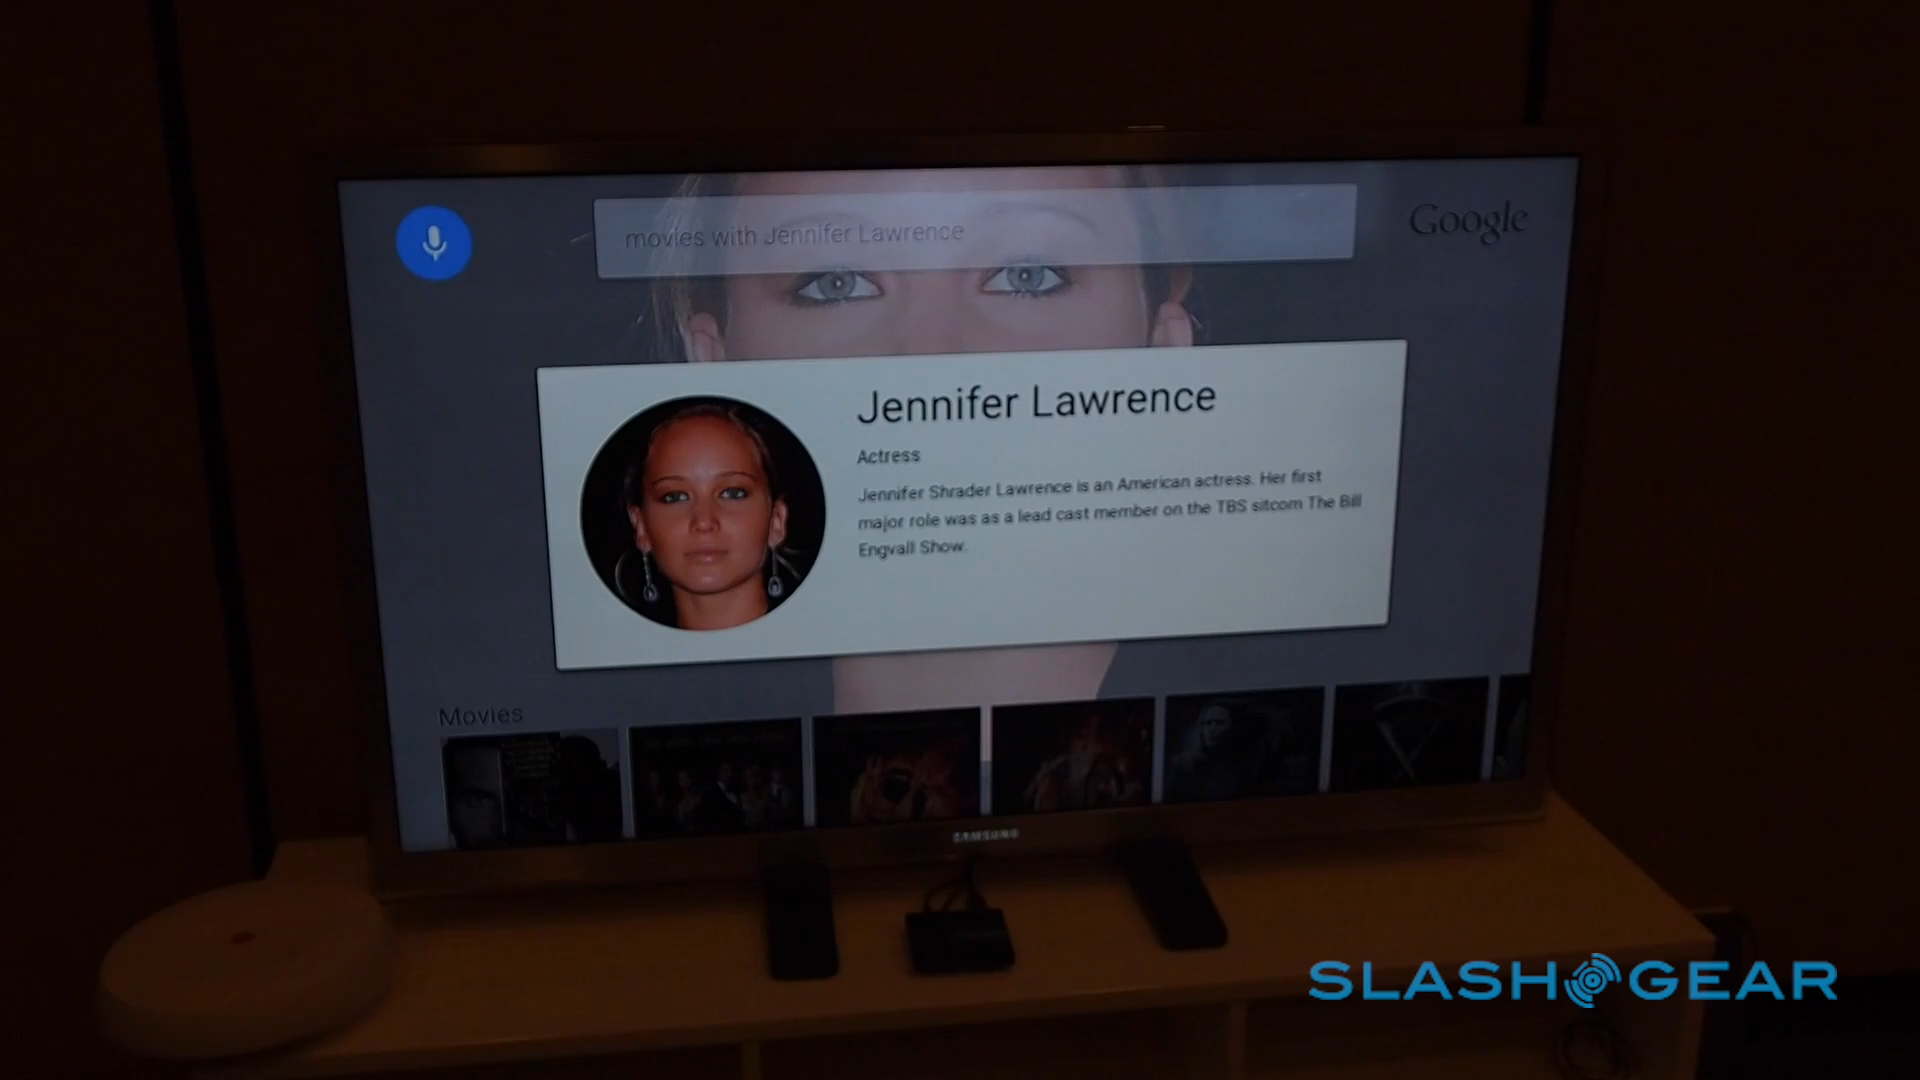 movies with Jennifer Lawrence
Google
Jennifer Lawrence
Actress
Jennifer Shrader Lawrence is an American actress. Her first
major role was as a lead cast member on the TBS sitcom The Bill
Engvall Show.
Movies
SAMSUNG
SLASHGEAR